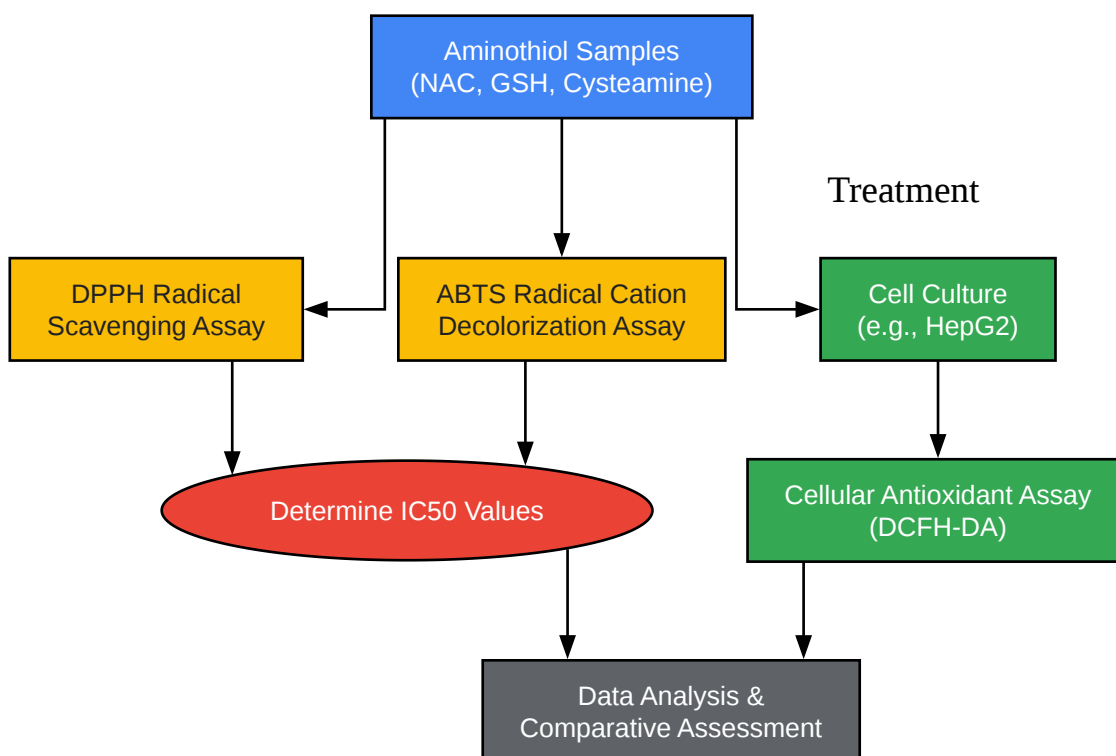 Aminothiol Samples
(NAC, GSH, Cysteamine)
Treatment
DPPH Radical
Scavenging Assay
ABTS Radical Cation
Decolorization Assay
Cell Culture
(e.g., HepG2)
Determine IC50 Values
Cellular Antioxidant Assay
(DCFH-DA)
Data Analysis &
Comparative Assessment